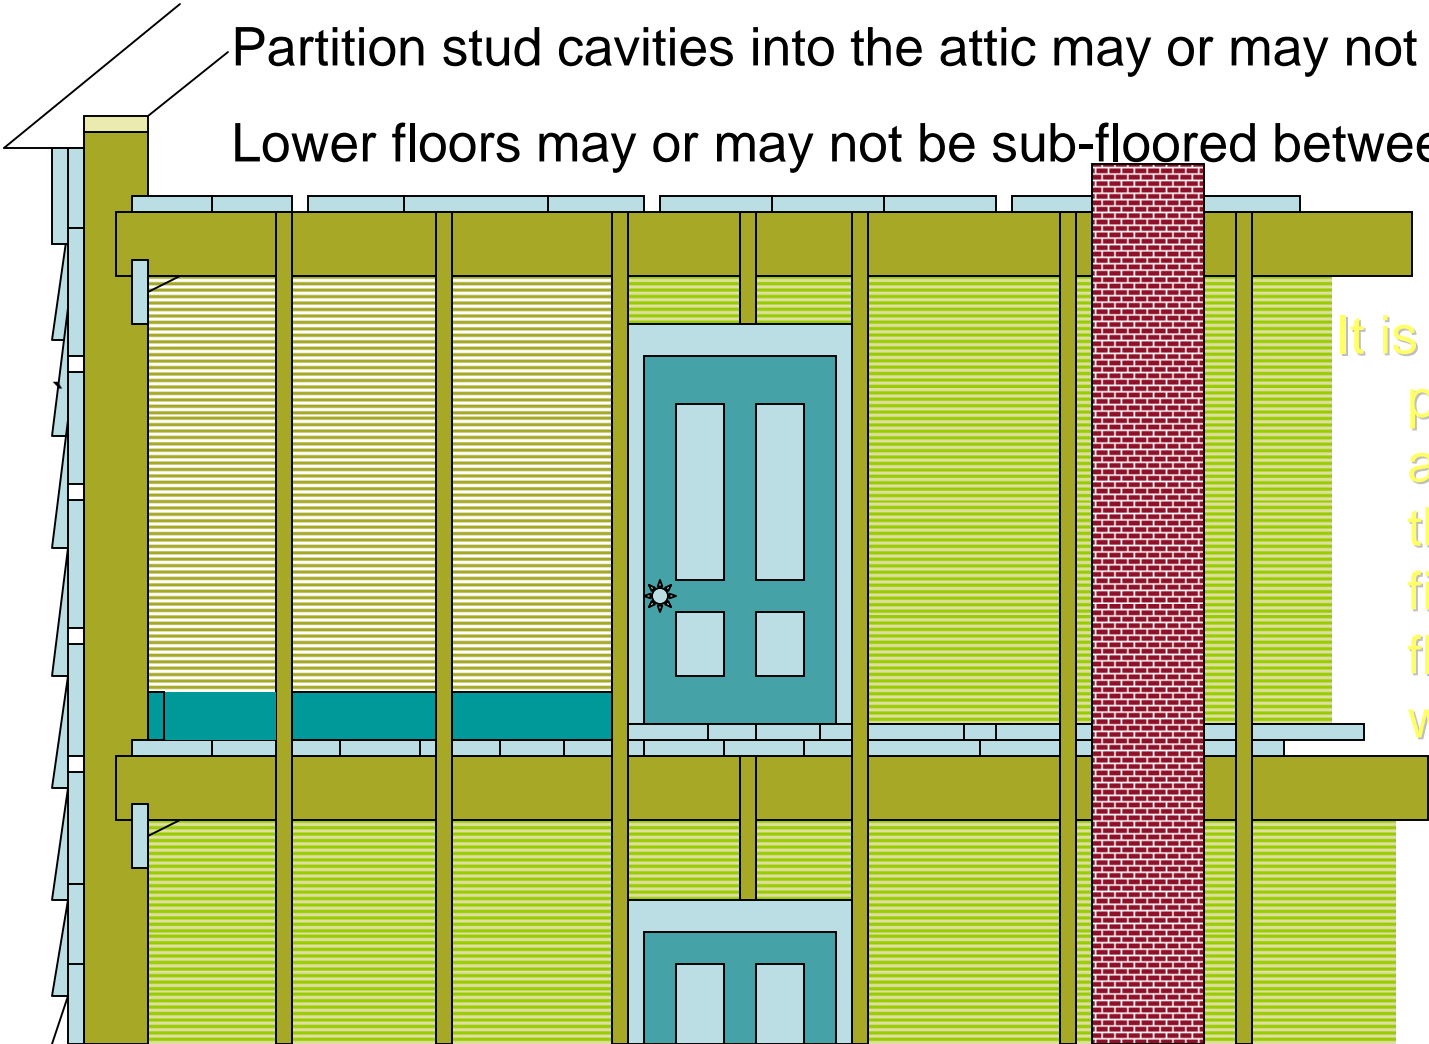 Partition stud cavities into the attic may or may not
Lower floors may or may not be sub-floored
It is